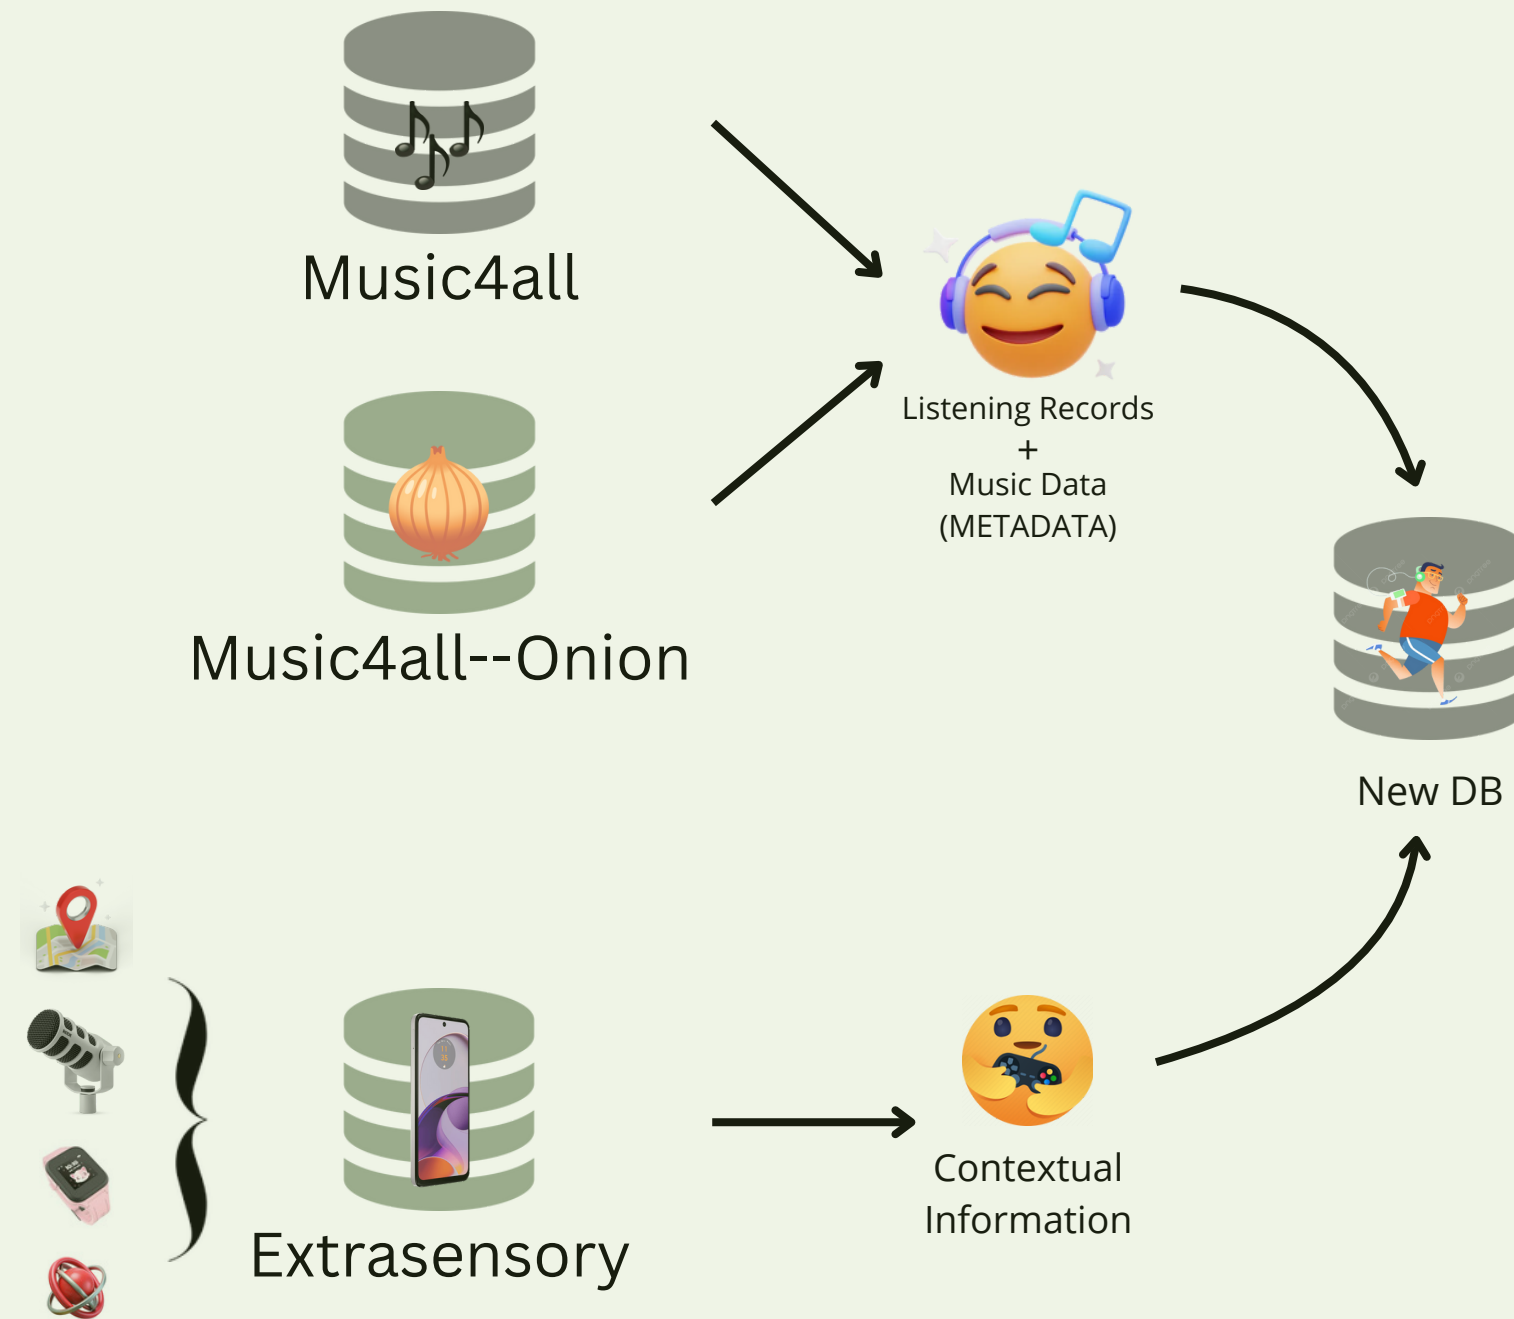 Music4all
Listening Records
+
Music Data
(METADATA)
Music4all--Onion
New DB
Contextual
Information
Extrasensory